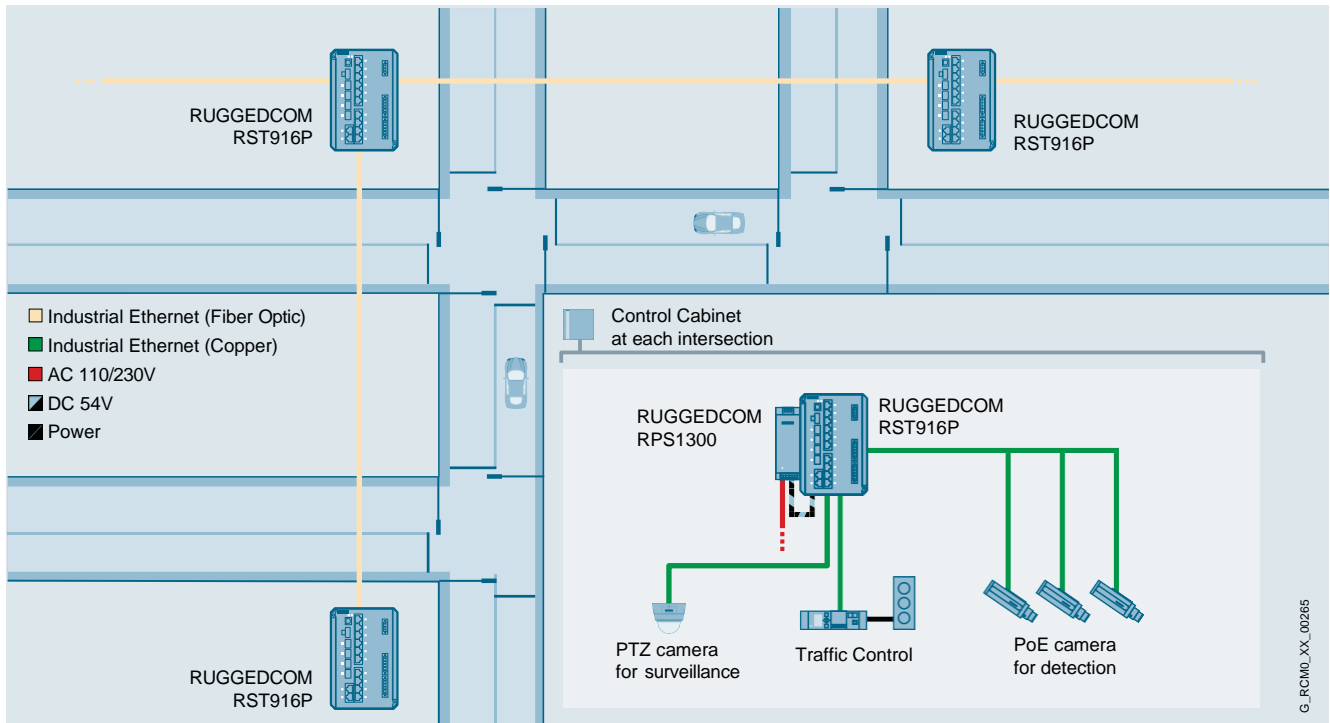 RUGGEDCOM
RST916P
RUGGEDCOM
RST916P
Industrial Ethernet (Fiber Optic)
Industrial Ethernet (Copper)
AC 110/230V
DC 54V
Power
Control Cabinet
at each intersection
RUGGEDCOM
RPS1300
RUGGEDCOM
RST916P
PTZ camera
for surveillance
Traffic Control
PoE camera
for detection
RUGGEDCOM
RST916P
G_RCM0_XX_00265